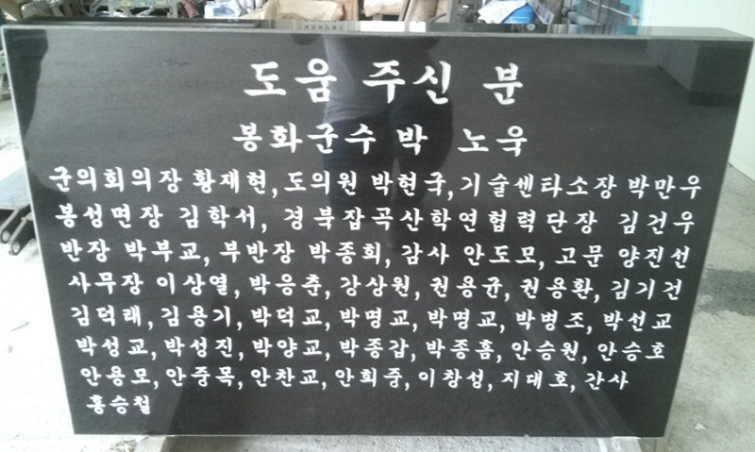 도움 주신 분
봉화군수 박 노욱
군의회의장 황재현, 도의원 박현국, 기술센타소장 박만우
봉성면장 김학서, 경북잡곡산학연협력단장 김건우
반장 박부교, 부반장 박종회, 감사 안도모, 고문 양진선
사무장 이상열, 박응춘, 강상원, 권용균, 권용환, 김기건
김덕래, 김용기, 박덕교, 박명교, 박명교, 박병조, 박선교
박성교, 박성진, 박양교, 박종갑, 박종흠, 안승원, 안승호
안용모, 안중목, 안찬교, 안희중, 이창성, 지대호, 간사
홍승철